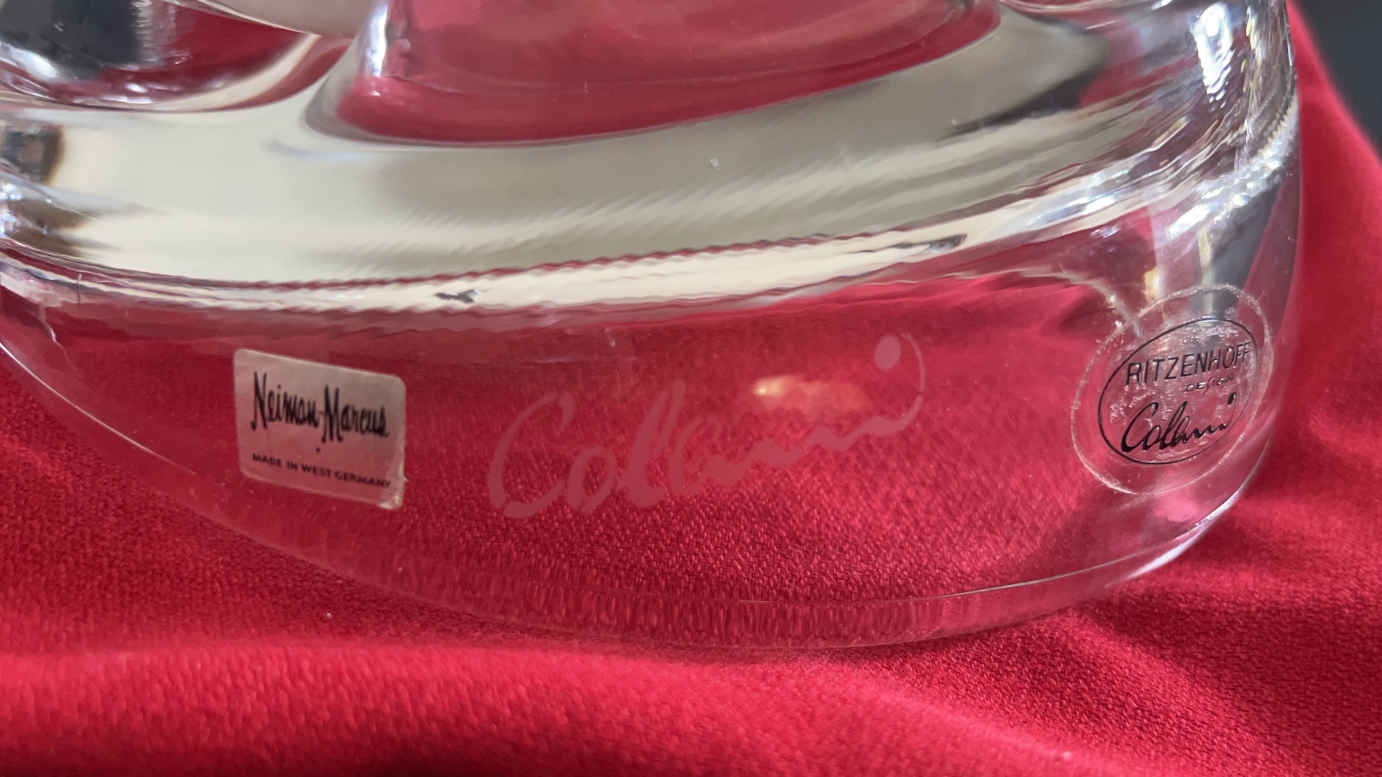 Neiman-Marcus
MADE IN WEST GERMANY
Colani
RITZENHOFF
DESIGN
Colani